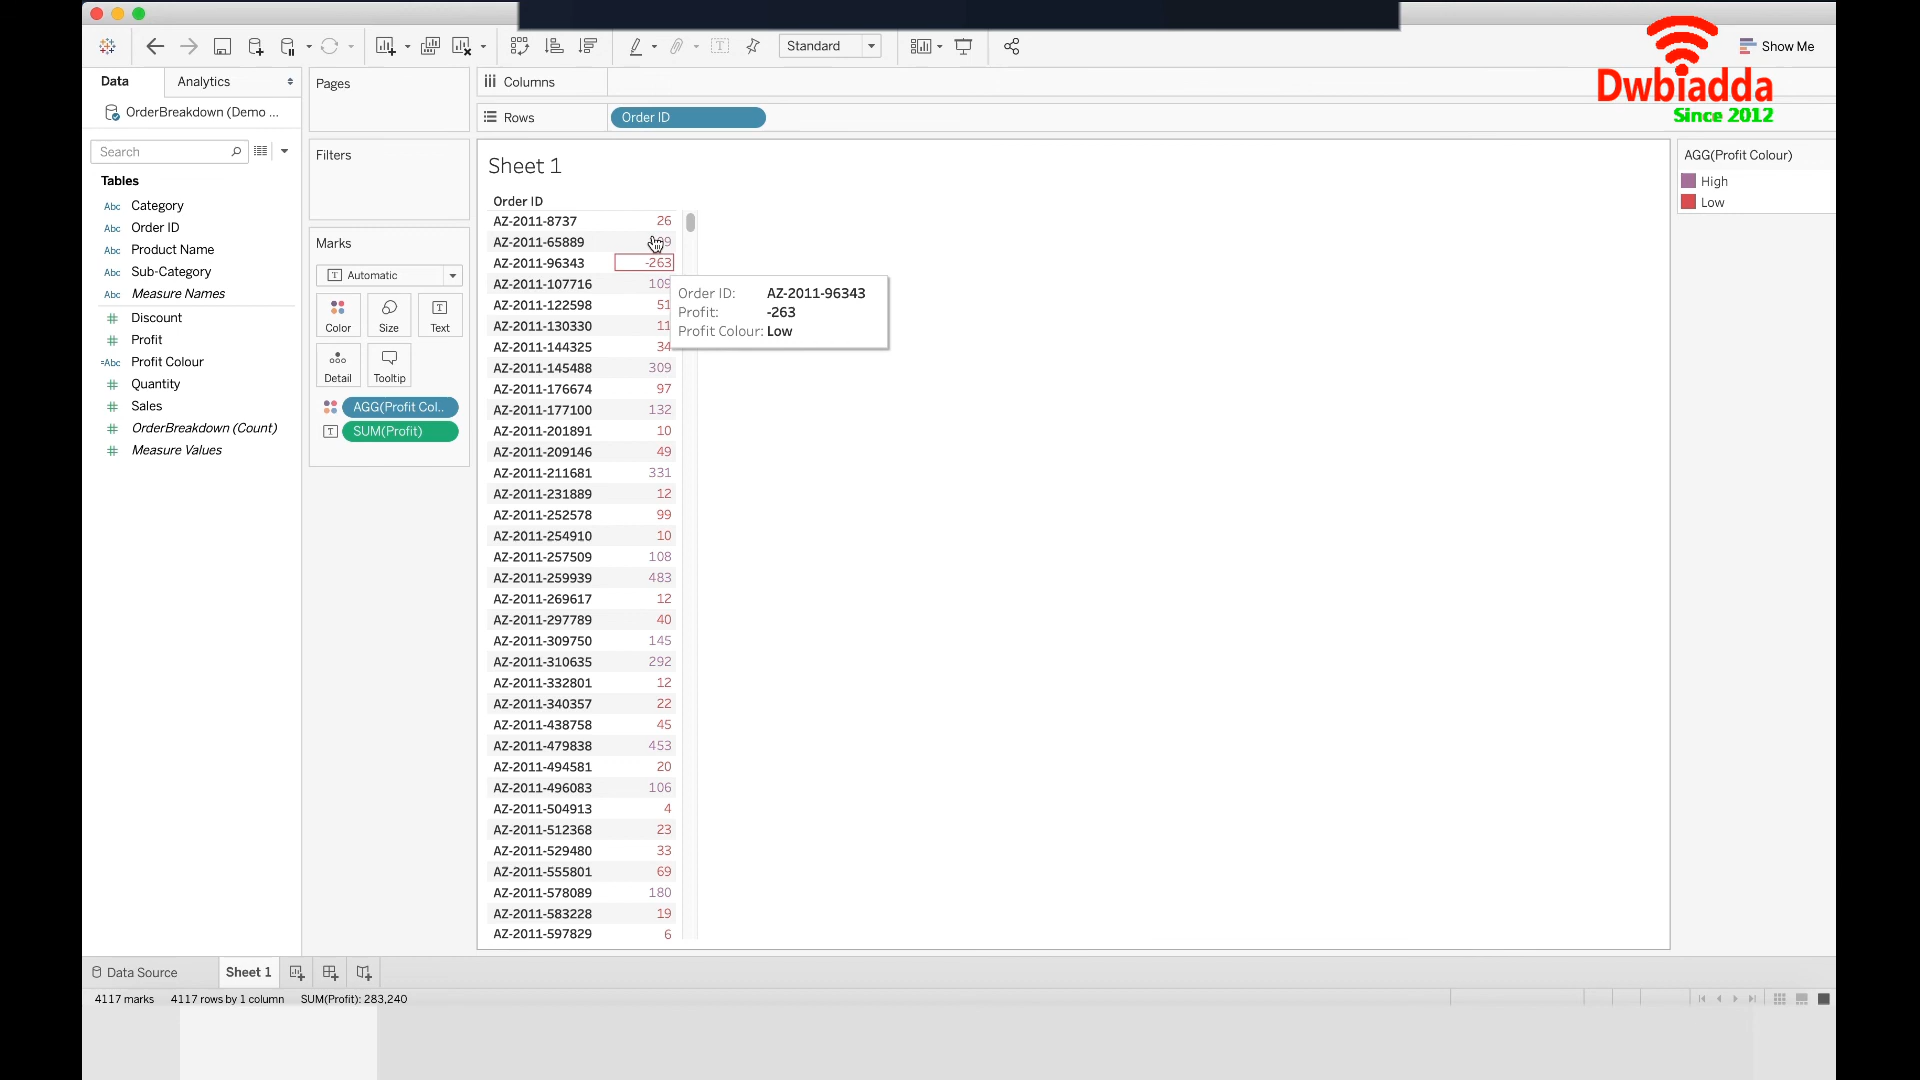 Standard
Show Me
Dwbiadda
Since 2012
Data
Analytics
OrderBreakdown (Demo ...
Search
Tables
Abc Category
Abc Order ID
Abc Product Name
Abc Sub-Category
Abc Measure Names
# Discount
# Profit
=Abc Profit Colour
# Quantity
# Sales
# OrderBreakdown (Count)
# Measure Values
Pages
Filters
Marks
T Automatic
Color
Size
Text
Detail
Tooltip
AGG(Profit Col..
SUM(Profit)
Columns
Rows
Order ID
Sheet 1
Order ID
AZ-2011-8737 26
AZ-2011-65889
AZ-2011-96343 -263
AZ-2011-107716 109
AZ-2011-122598 51
AZ-2011-130330 11
AZ-2011-144325 34
AZ-2011-145488 309
AZ-2011-176674 97
AZ-2011-177100 132
AZ-2011-201891 10
AZ-2011-209146 49
AZ-2011-211681 331
AZ-2011-231889 12
AZ-2011-252578 99
AZ-2011-254910 10
AZ-2011-257509 108
AZ-2011-259939 483
AZ-2011-269617 12
AZ-2011-297789 40
AZ-2011-309750 145
AZ-2011-310635 292
AZ-2011-332801 12
AZ-2011-340357 22
AZ-2011-438758 45
AZ-2011-479838 453
AZ-2011-494581 20
AZ-2011-496083 106
AZ-2011-504913 4
AZ-2011-512368 23
AZ-2011-529480 33
AZ-2011-555801 69
AZ-2011-578089 180
AZ-2011-583228 19
AZ-2011-597829 6
Order ID: AZ-2011-96343
Profit: -263
Profit Colour: Low
AGG(Profit Colour)
High
Low
Data Source
Sheet 1
4117 marks 4117 rows by 1 column SUM(Profit): 283,240